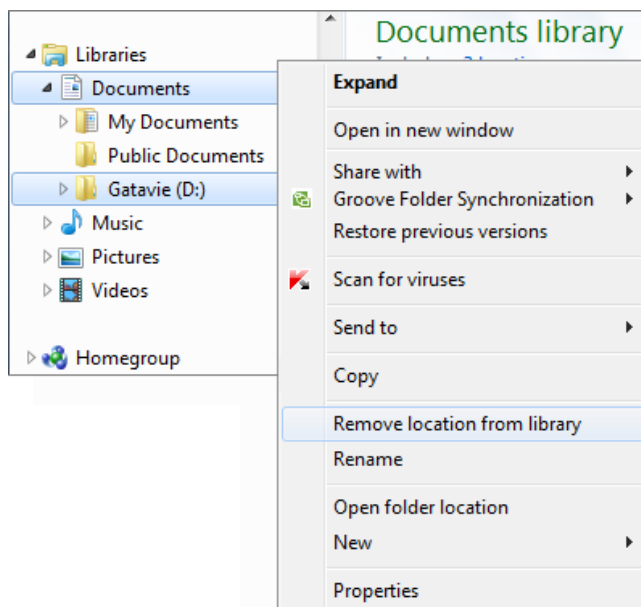 Documents library
Libraries
Documents
My Documents
Public Documents
Gatavie (D:)
Music
Pictures
Videos
Homegroup
Expand
Open in new window
Share with
Groove Folder Synchronization
Restore previous versions
Scan for viruses
Send to
Copy
Remove location from library
Rename
Open folder location
New
Properties